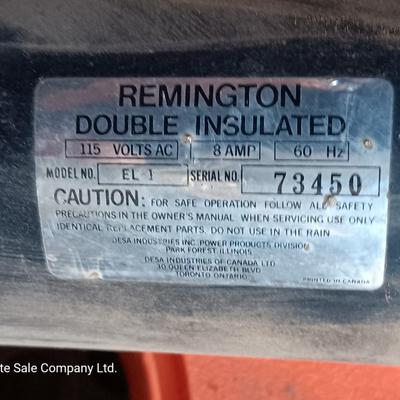 REMINGTON
DOUBLE INSULATED
115 VOLTS AC 8 AMP 60 Hz
MODEL NO. EL-1 SERIAL NO. 73450
CAUTION: FOR SAFE OPERATION FOLLOW ALL SAFETY
PRECAUTIONS IN THE OWNER'S MANUAL WHEN SERVICING USE ONLY
IDENTICAL REPLACEMENT PARTS. DO NOT USE IN THE RAIN
DESA INDUSTRIES INC. POWER PRODUCTS DIVISION
PARK FOREST ILLINOIS
DESA INDUSTRIES OF CANADA LTD
10 QUEEN ELIZABETH BLVD
TORONTO ONTARIO
PRINTED IN CANADA
te Sale Company Ltd.